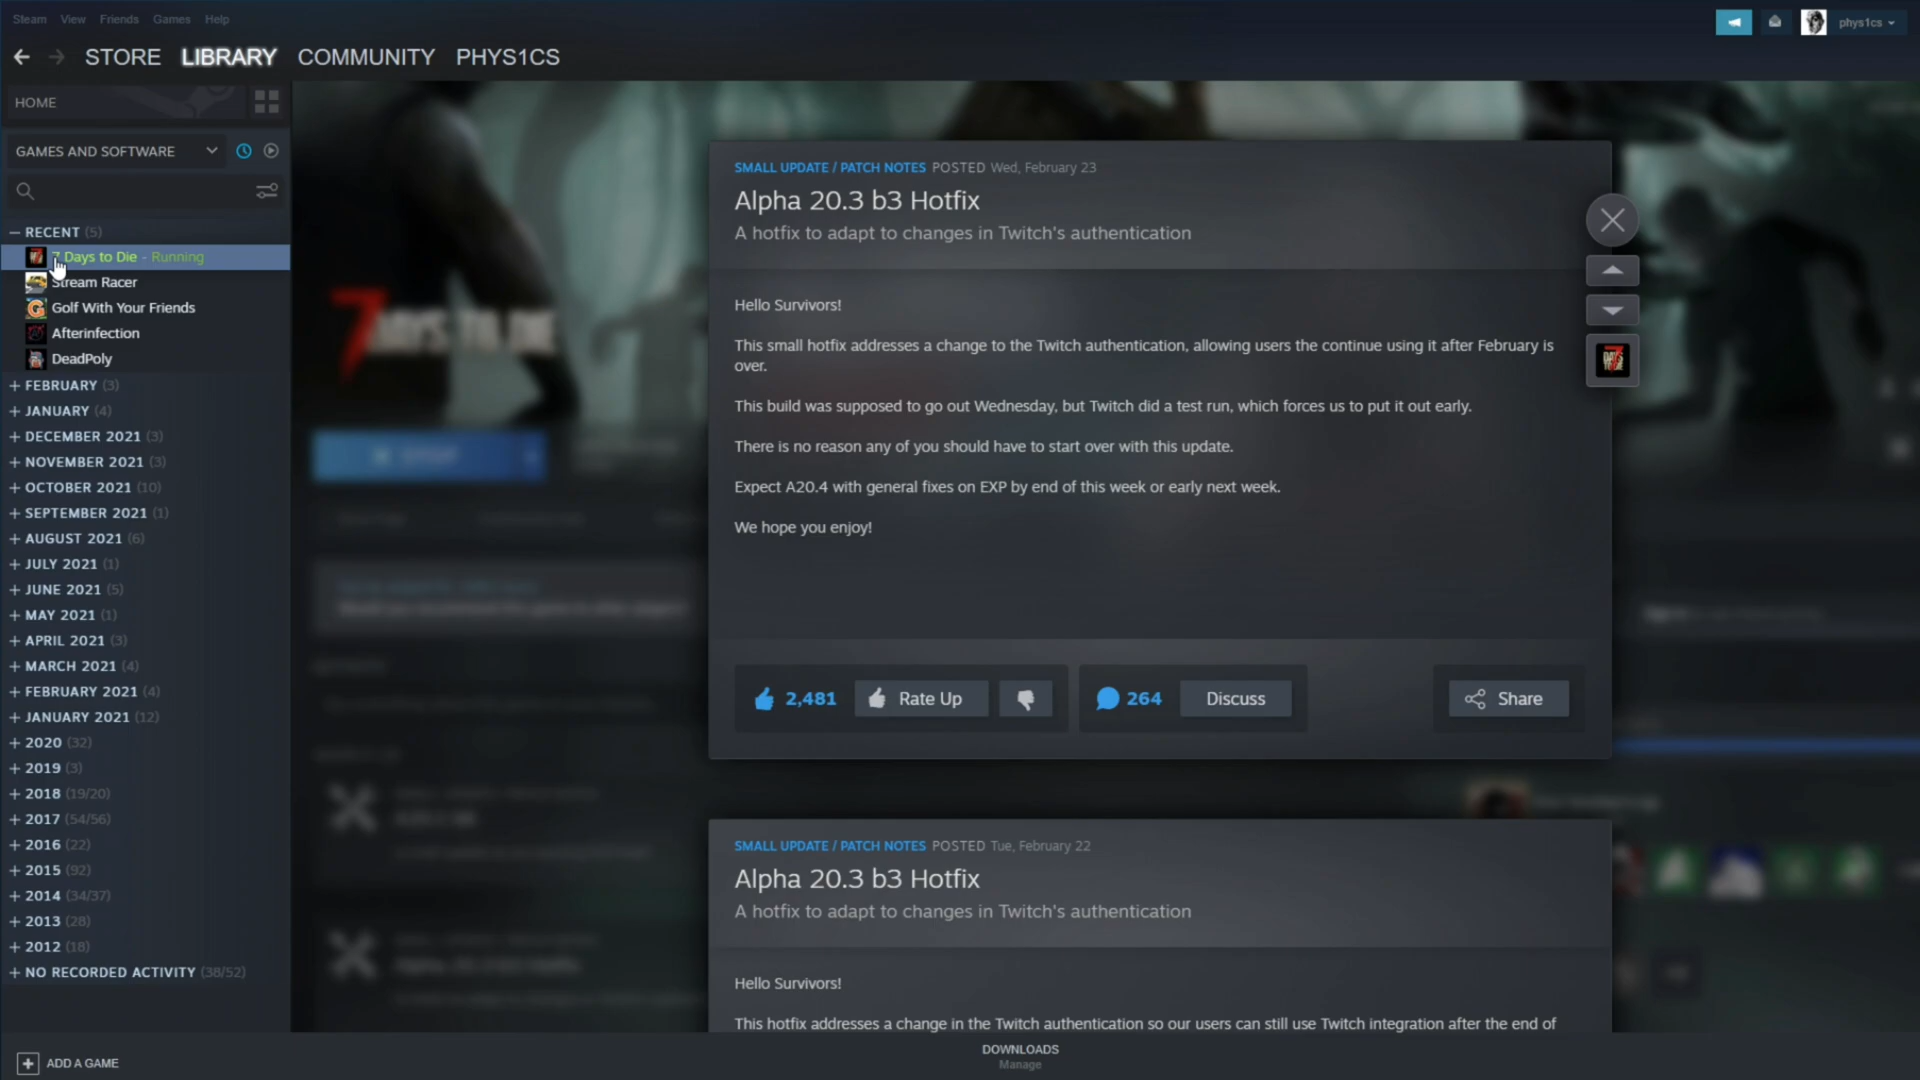 Steam View Friends Games Help
phys1cs
STORE LIBRARY COMMUNITY PHYS1CS
HOME
GAMES AND SOFTWARE
RECENT (5)
7 Days to Die - Running
Stream Racer
Golf With Your Friends
Afterinfection
DeadPoly
FEBRUARY (3)
JANUARY (4)
DECEMBER 2021 (3)
NOVEMBER 2021 (3)
OCTOBER 2021 (10)
SEPTEMBER 2021 (1)
AUGUST 2021 (6)
JULY 2021 (1)
JUNE 2021 (5)
MAY 2021 (1)
APRIL 2021 (3)
MARCH 2021 (4)
FEBRUARY 2021 (4)
JANUARY 2021 (12)
2020 (32)
2019 (3)
2018 (19/20)
2017 (54/56)
2016 (22)
2015 (92)
2014 (34/37)
2013 (28)
2012 (18)
NO RECORDED ACTIVITY (38/52)
ADD A GAME
7 DAYS TO DIE
SMALL UPDATE / PATCH NOTES POSTED Wed, February 23
Alpha 20.3 b3 Hotfix
A hotfix to adapt to changes in Twitch's authentication
Hello Survivors!
This small hotfix addresses a change to the Twitch authentication, allowing users the continue using it after February is
over.
This build was supposed to go out Wednesday, but Twitch did a test run, which forces us to put it out early.
There is no reason any of you should have to start over with this update.
Expect A20.4 with general fixes on EXP by end of this week or early next week.
We hope you enjoy!
2,481 Rate Up 264 Discuss Share
SMALL UPDATE / PATCH NOTES POSTED Tue, February 22
Alpha 20.3 b3 Hotfix
A hotfix to adapt to changes in Twitch's authentication
Hello Survivors!
This hotfix addresses a change in the Twitch authentication so our users can still use Twitch integration after the end of
DOWNLOADS
Manage